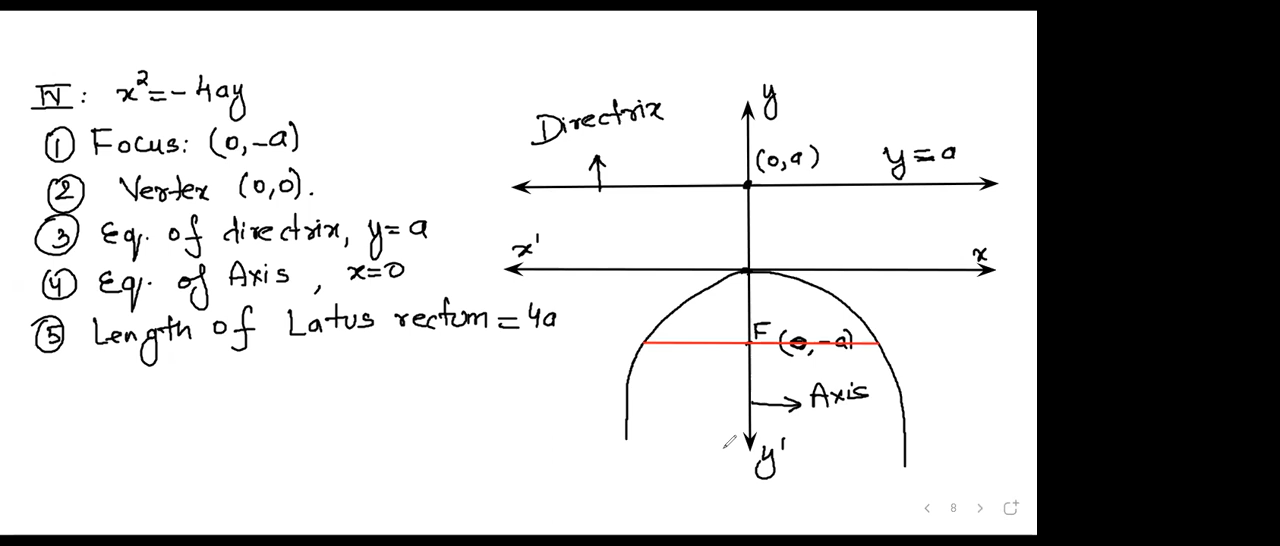 IV : x² = - 4ay
① Focus: (0, -a)
② Vertex (0,0).
③ Eq. of directrix, y = a
④ Eq. of Axis , x=0
⑤ Length of Latus rectum = 4a
Directrix
y
(0, a)
y = a
x'
x
F (0, -a)
Axis
y'
8